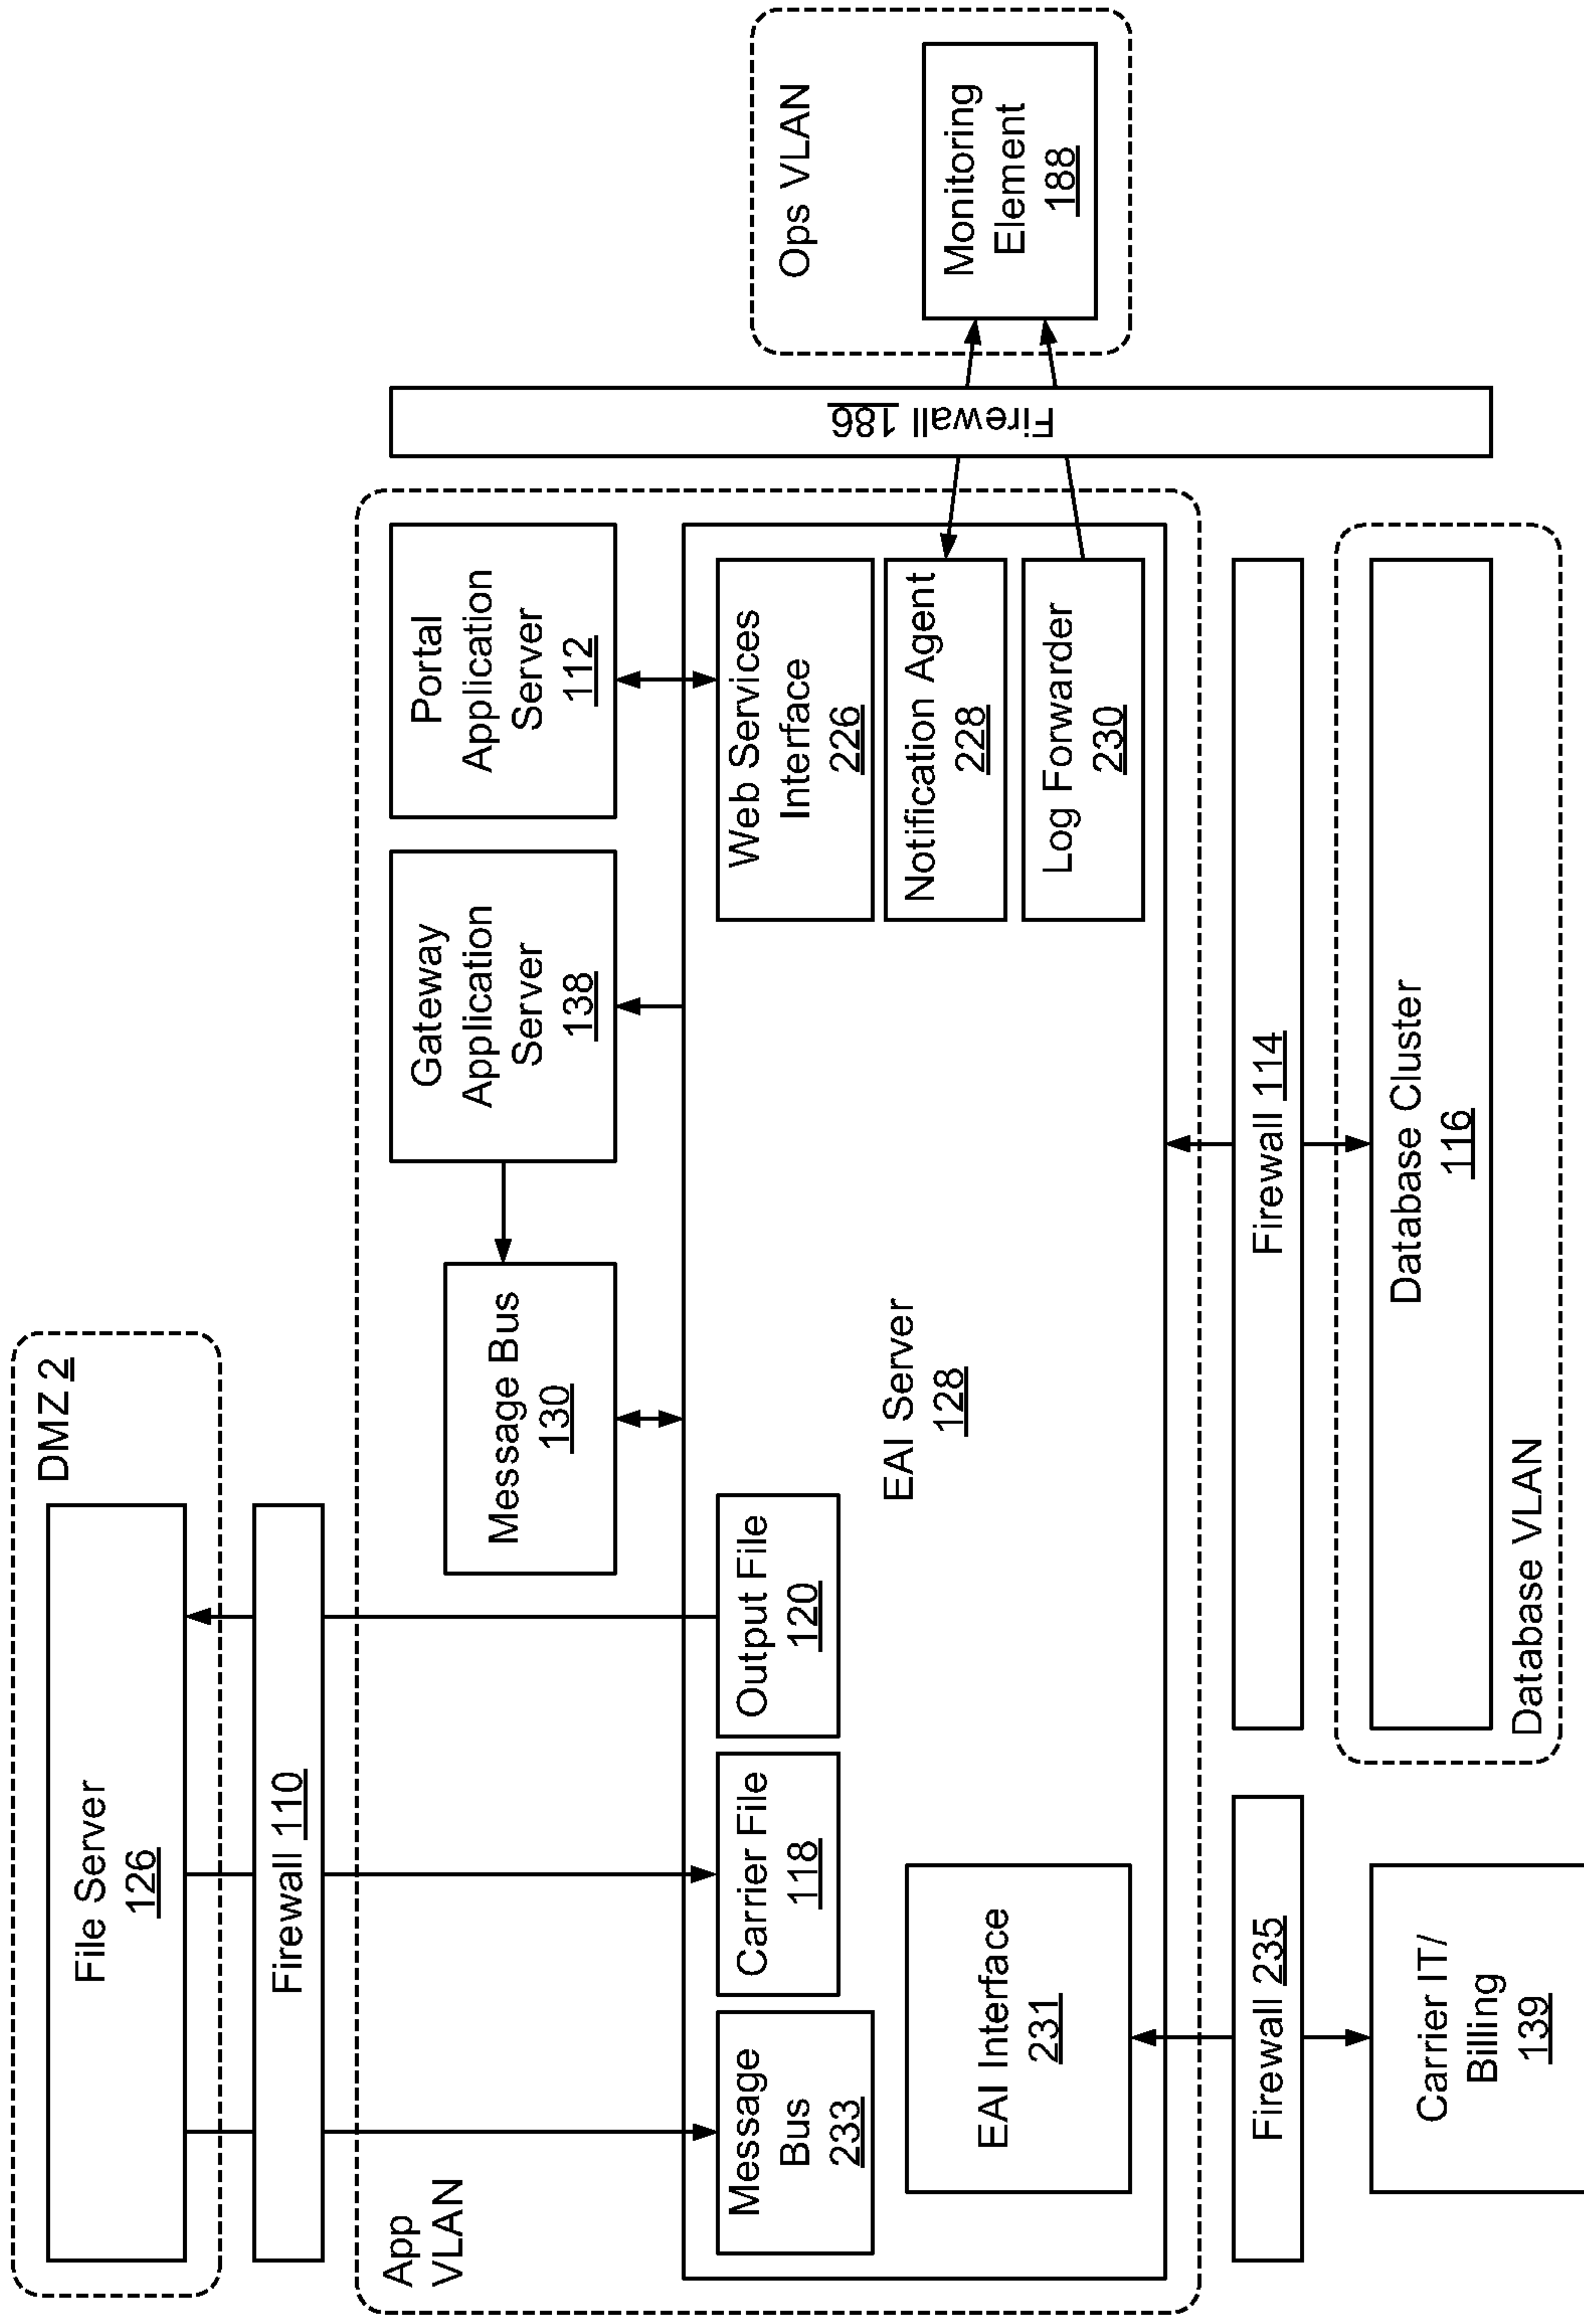 DMZ 2
File Server
126
Firewall 110
App
VLAN
Message Bus
130
Gateway
Application
Server
138
Portal
Application
Server
112
Message
Bus
233
Carrier File
118
Output File
120
Web Services
Interface
226
Notification Agent
228
Log Forwarder
230
EAI Server
128
EAI Interface
231
Firewall 186
Ops VLAN
Monitoring
Element
188
Firewall 235
Firewall 114
Carrier IT/
Billing
139
Database Cluster
116
Database VLAN